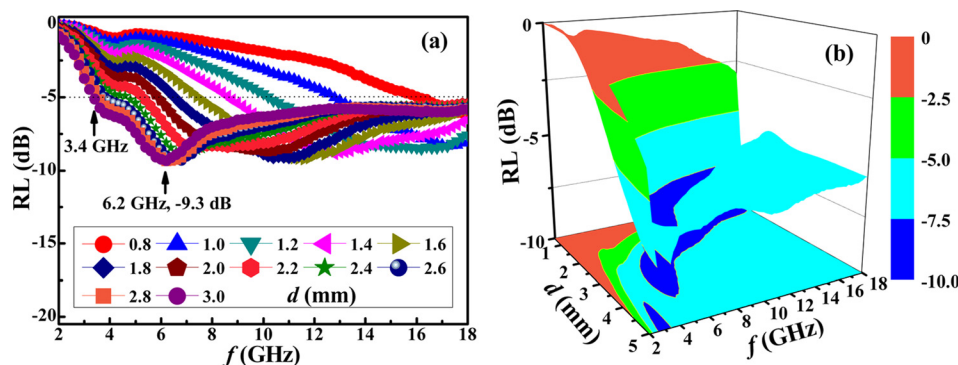 (a)
RL (dB)
0
-5
-10
-15
-20
3.4 GHz
6.2 GHz, -9.3 dB
0.8 1.0 1.2 1.4 1.6
1.8 2.0 2.2 2.4 2.6
2.8 3.0 d (mm)
2 4 6 8 10 12 14 16 18
f (GHz)
(b)
RL (dB)
0
-5
-10
1 2 3 4 5
d (mm)
2 4 6 8 10 12 14 16 18
f (GHz)
0
-2.5
-5.0
-7.5
-10.0